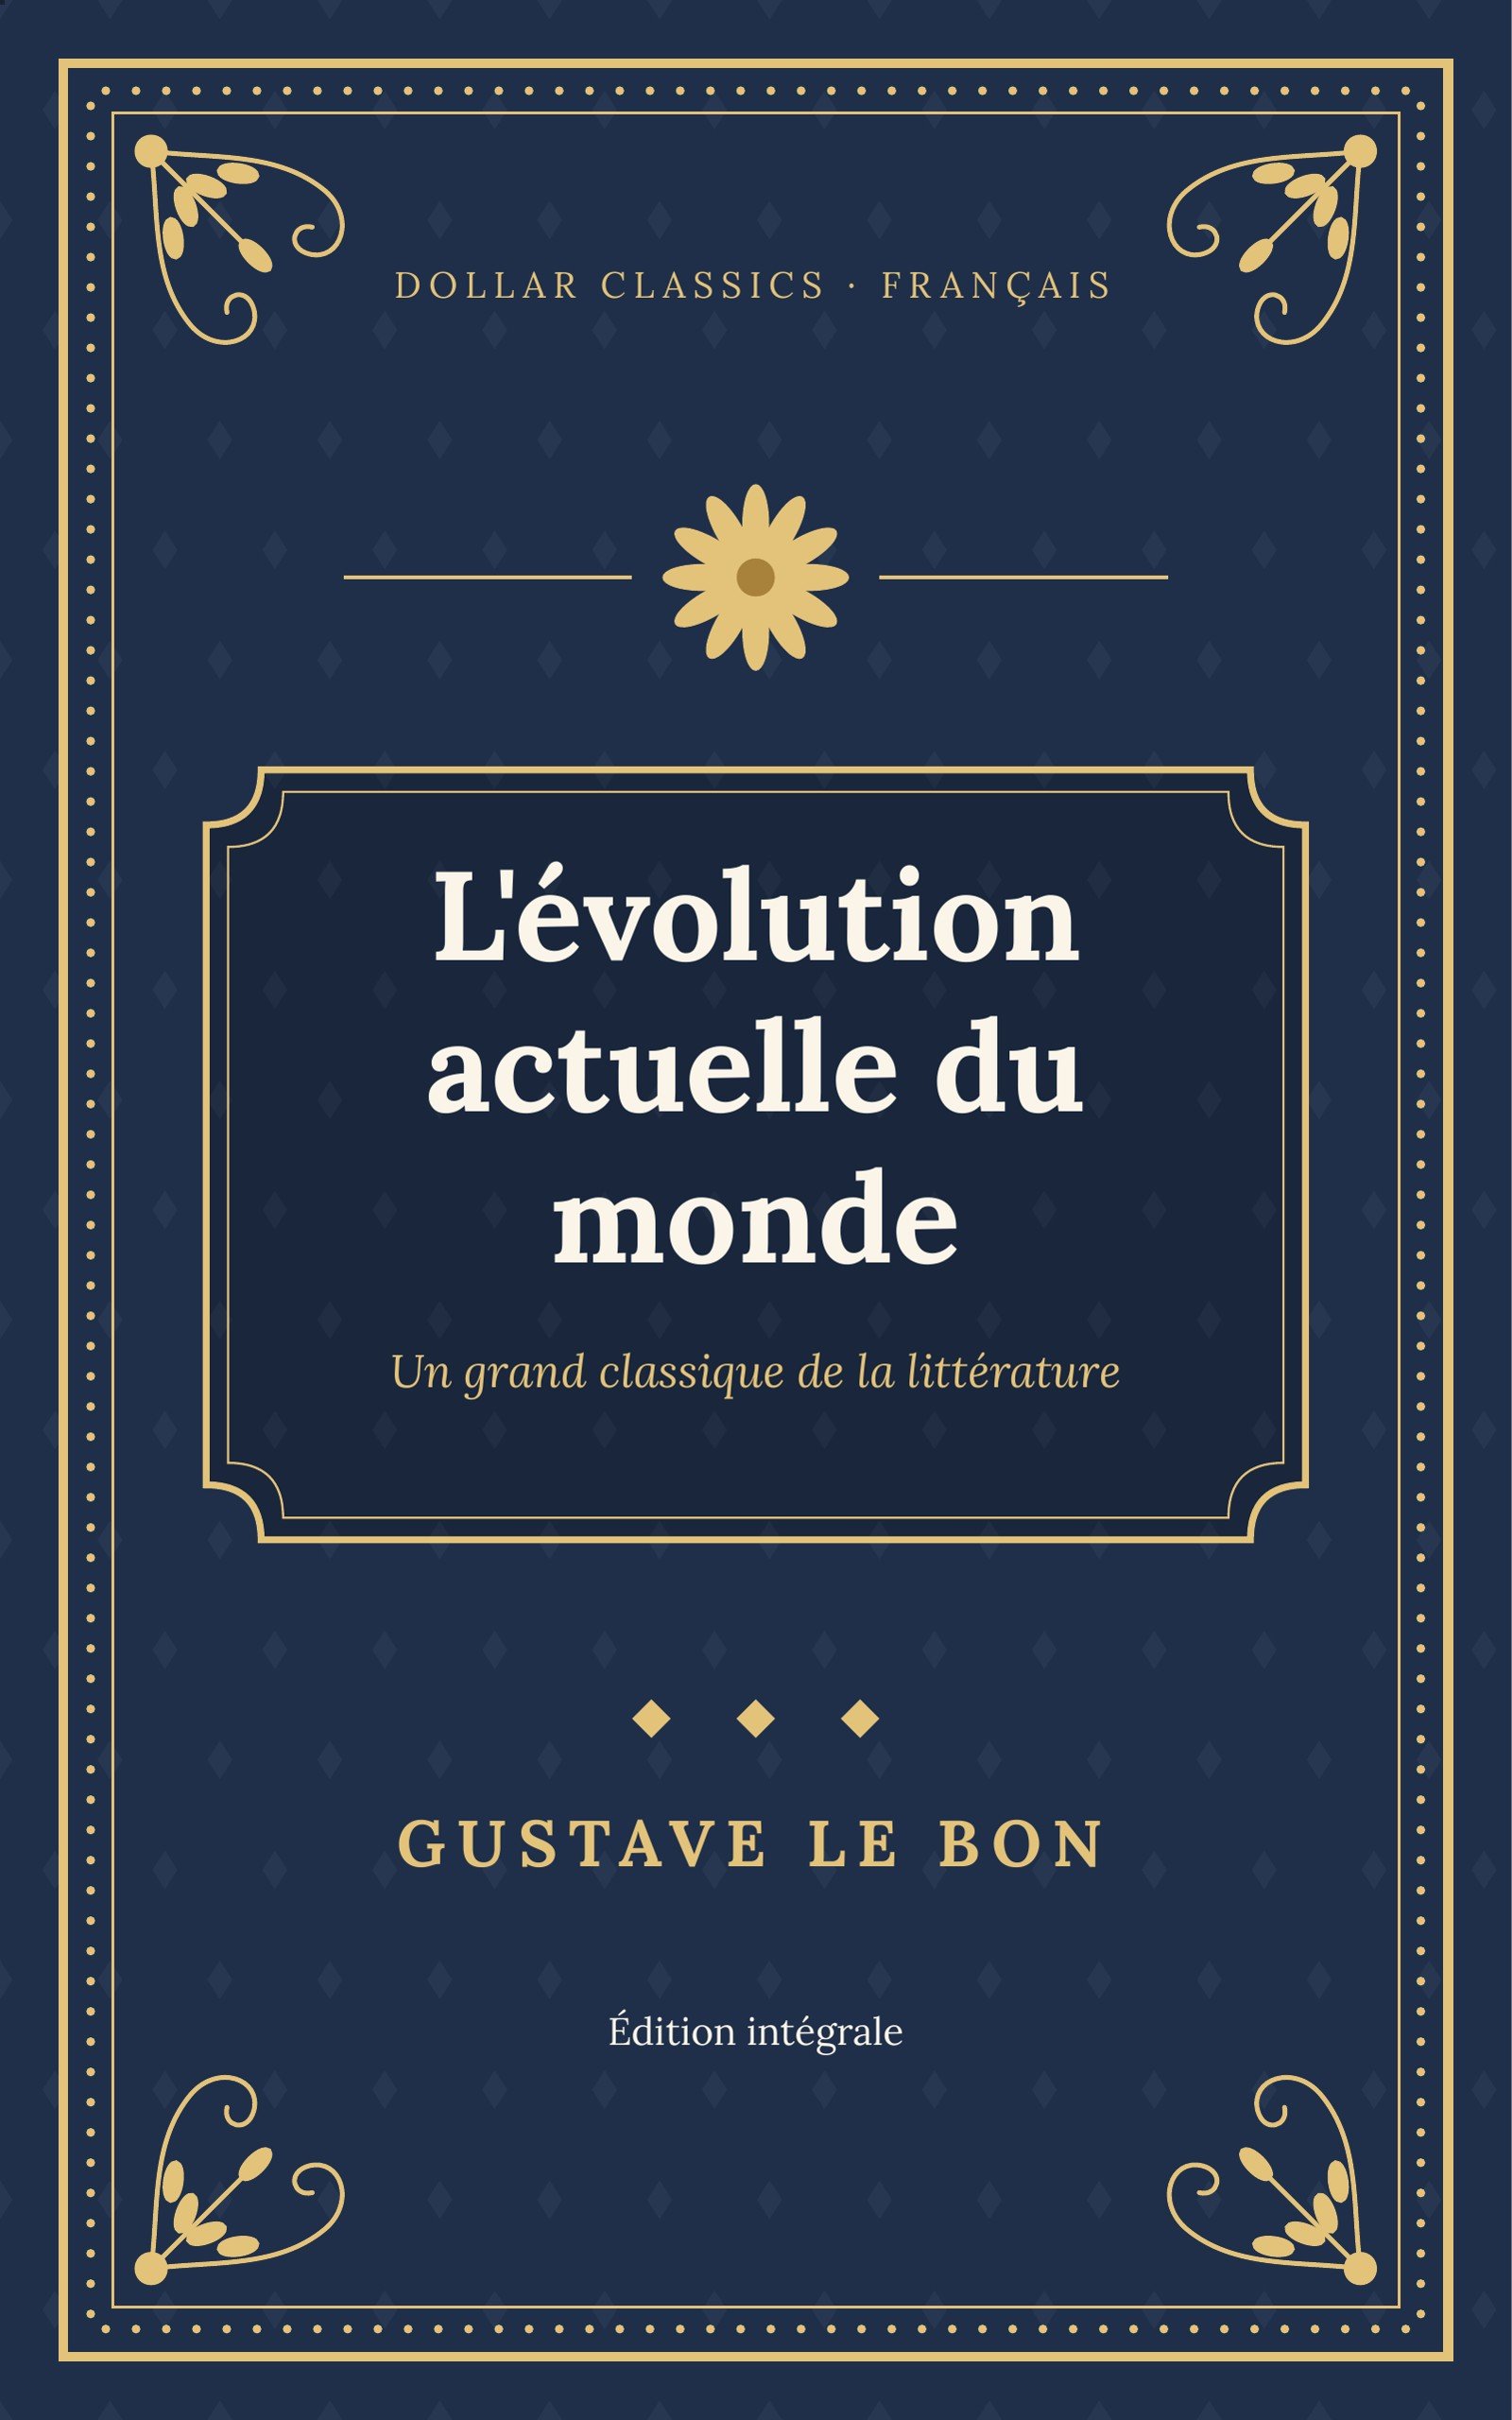 DOLLAR CLASSICS · FRANÇAIS
L'évolution
actuelle du
monde
Un grand classique de la littérature
GUSTAVE LE BON
Édition intégrale